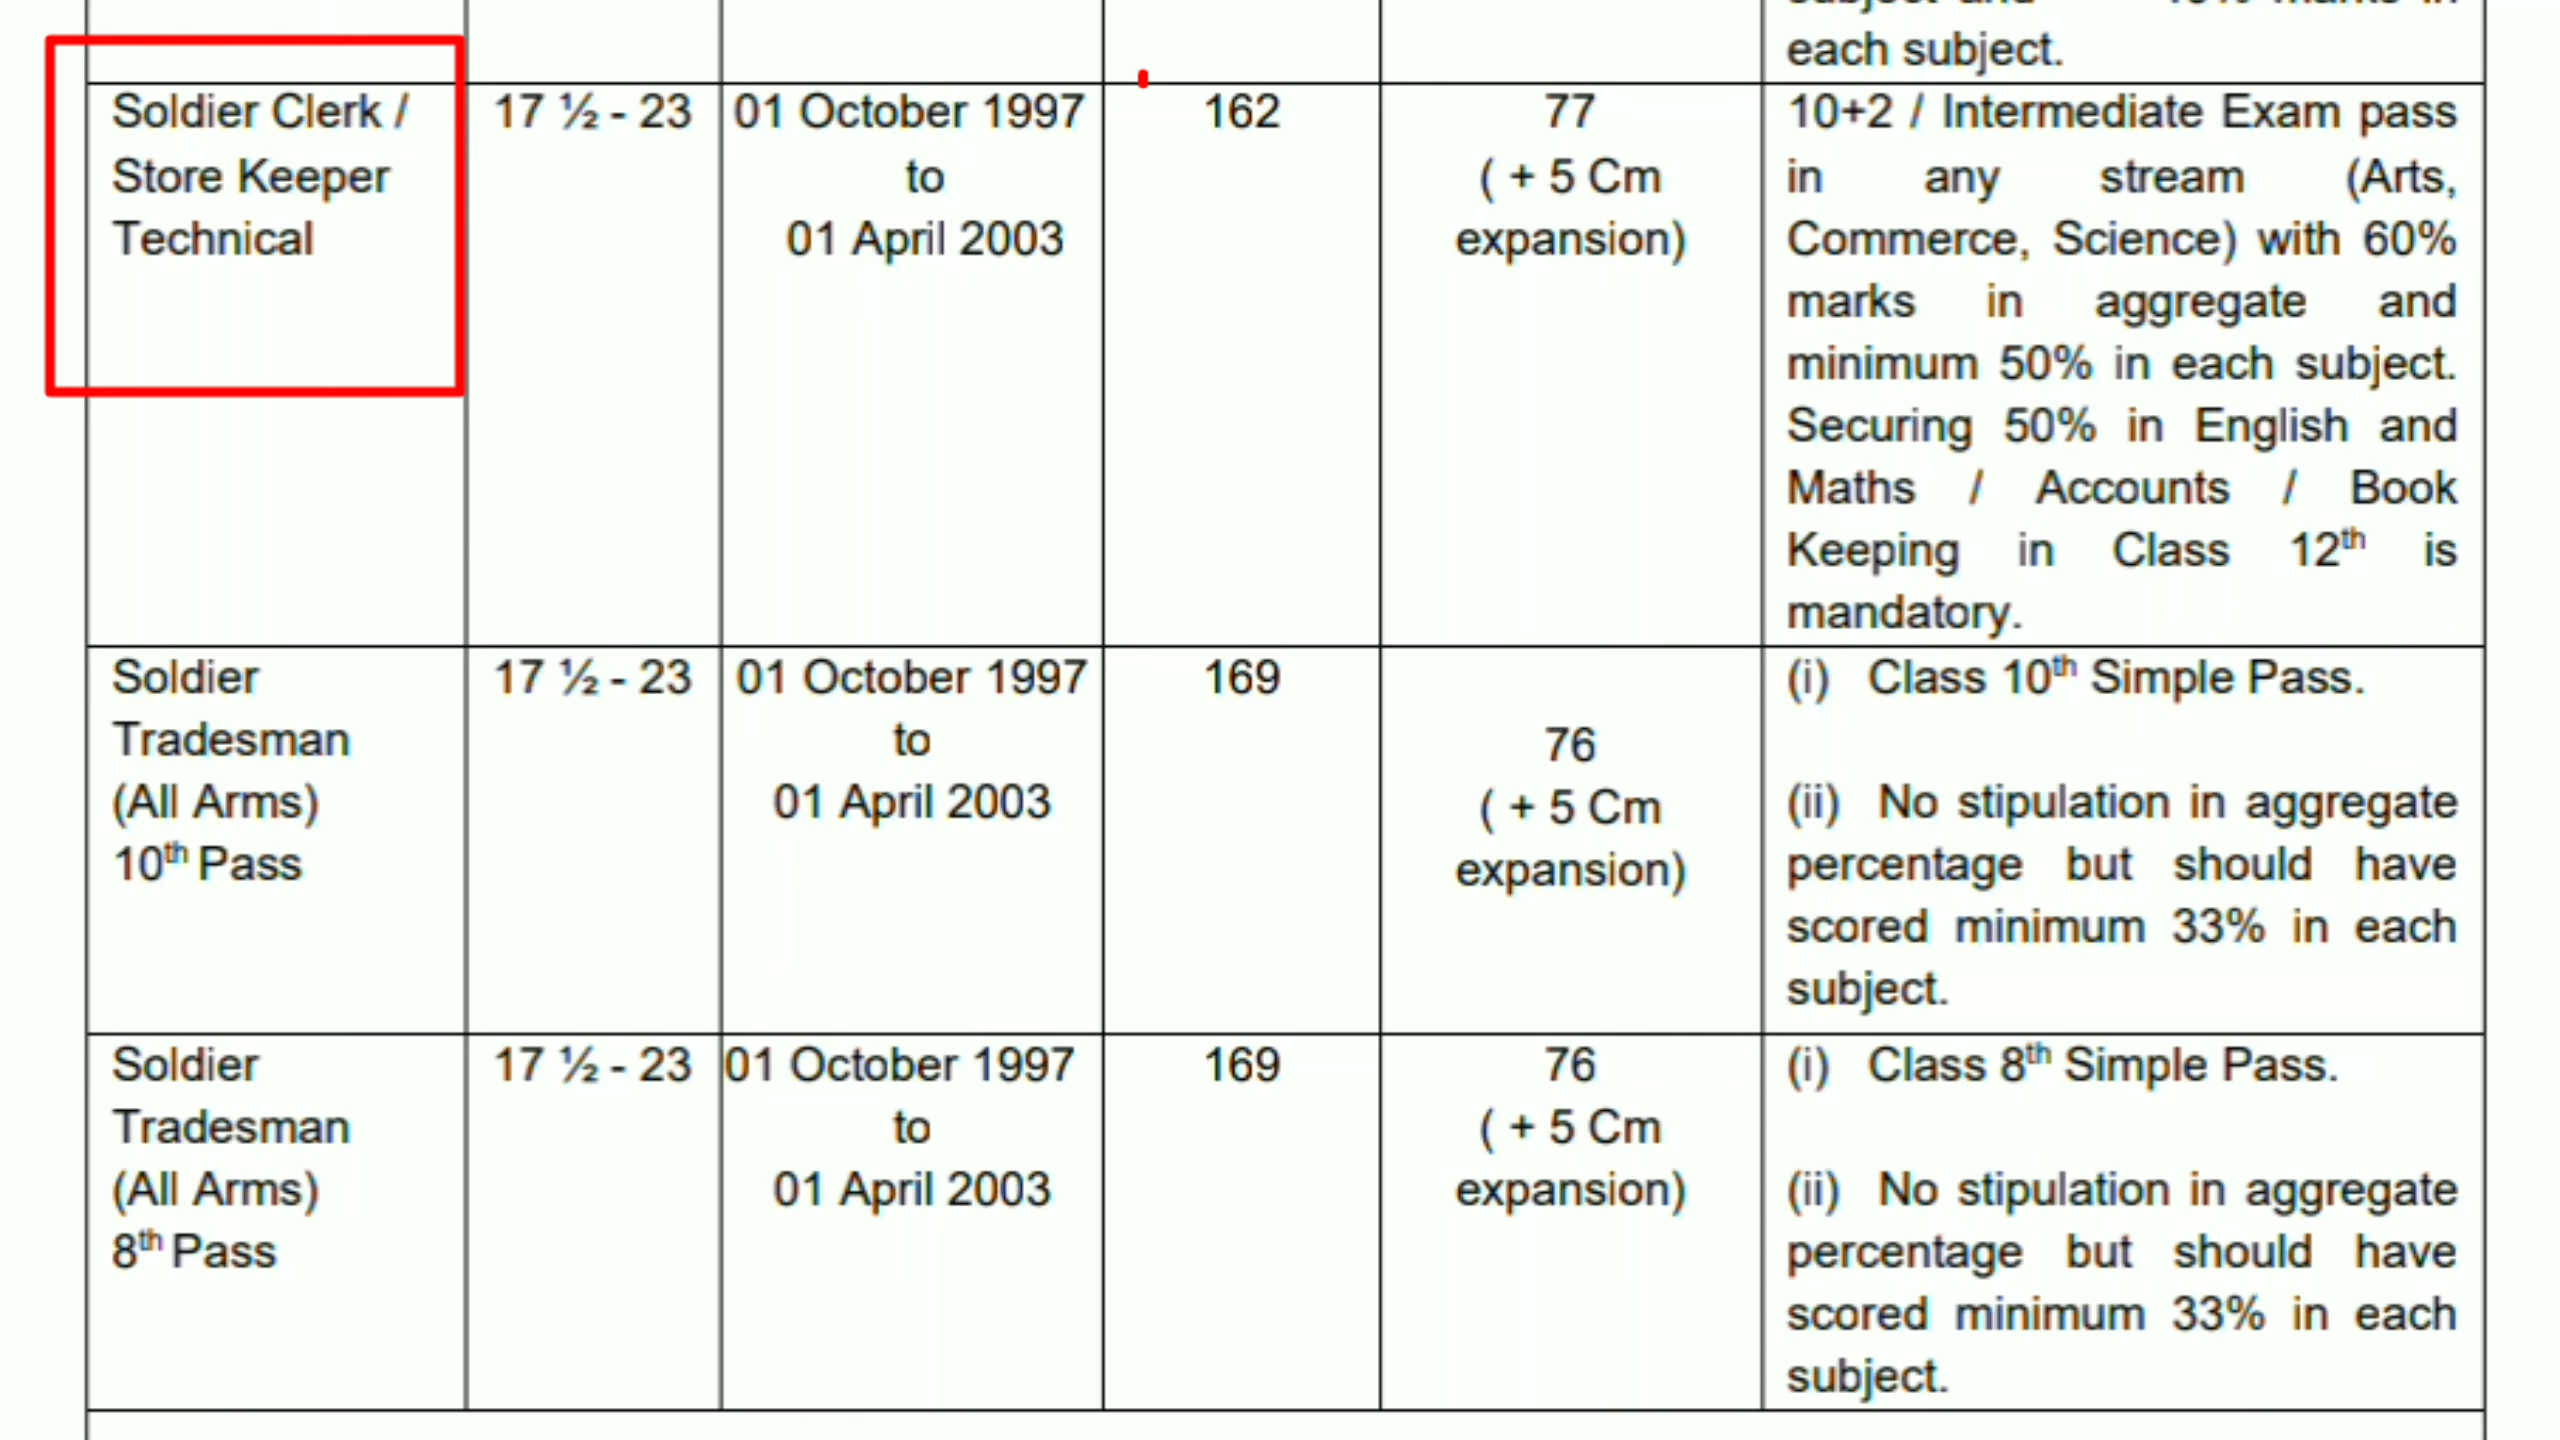 each subject.
Soldier Clerk /
Store Keeper
Technical
17 ½ - 23
01 October 1997
to
01 April 2003
162
77
( + 5 Cm
expansion)
10+2 / Intermediate Exam pass
in any stream (Arts,
Commerce, Science) with 60%
marks in aggregate and
minimum 50% in each subject.
Securing 50% in English and
Maths / Accounts / Book
Keeping in Class 12th is
mandatory.
Soldier
Tradesman
(All Arms)
10th Pass
17 ½ - 23
01 October 1997
to
01 April 2003
169
76
( + 5 Cm
expansion)
(i) Class 10th Simple Pass.
(ii) No stipulation in aggregate
percentage but should have
scored minimum 33% in each
subject.
Soldier
Tradesman
(All Arms)
8th Pass
17 ½ - 23
01 October 1997
to
01 April 2003
169
76
( + 5 Cm
expansion)
(i) Class 8th Simple Pass.
(ii) No stipulation in aggregate
percentage but should have
scored minimum 33% in each
subject.